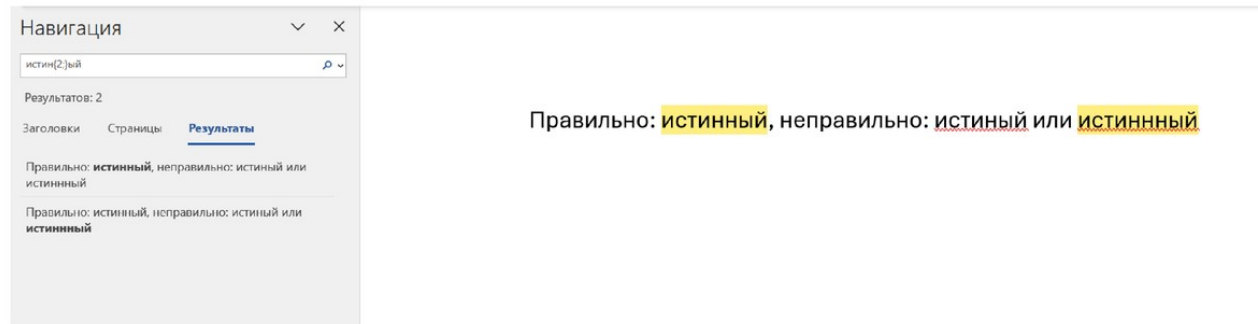 Навигация
истин{2;}ый
Результатов: 2
Заголовки Страницы Результаты
Правильно: истинный, неправильно: истиный или
истиннный
Правильно: истинный, неправильно: истиный или
истиннный
Правильно: истинный, неправильно: истиный или истиннный